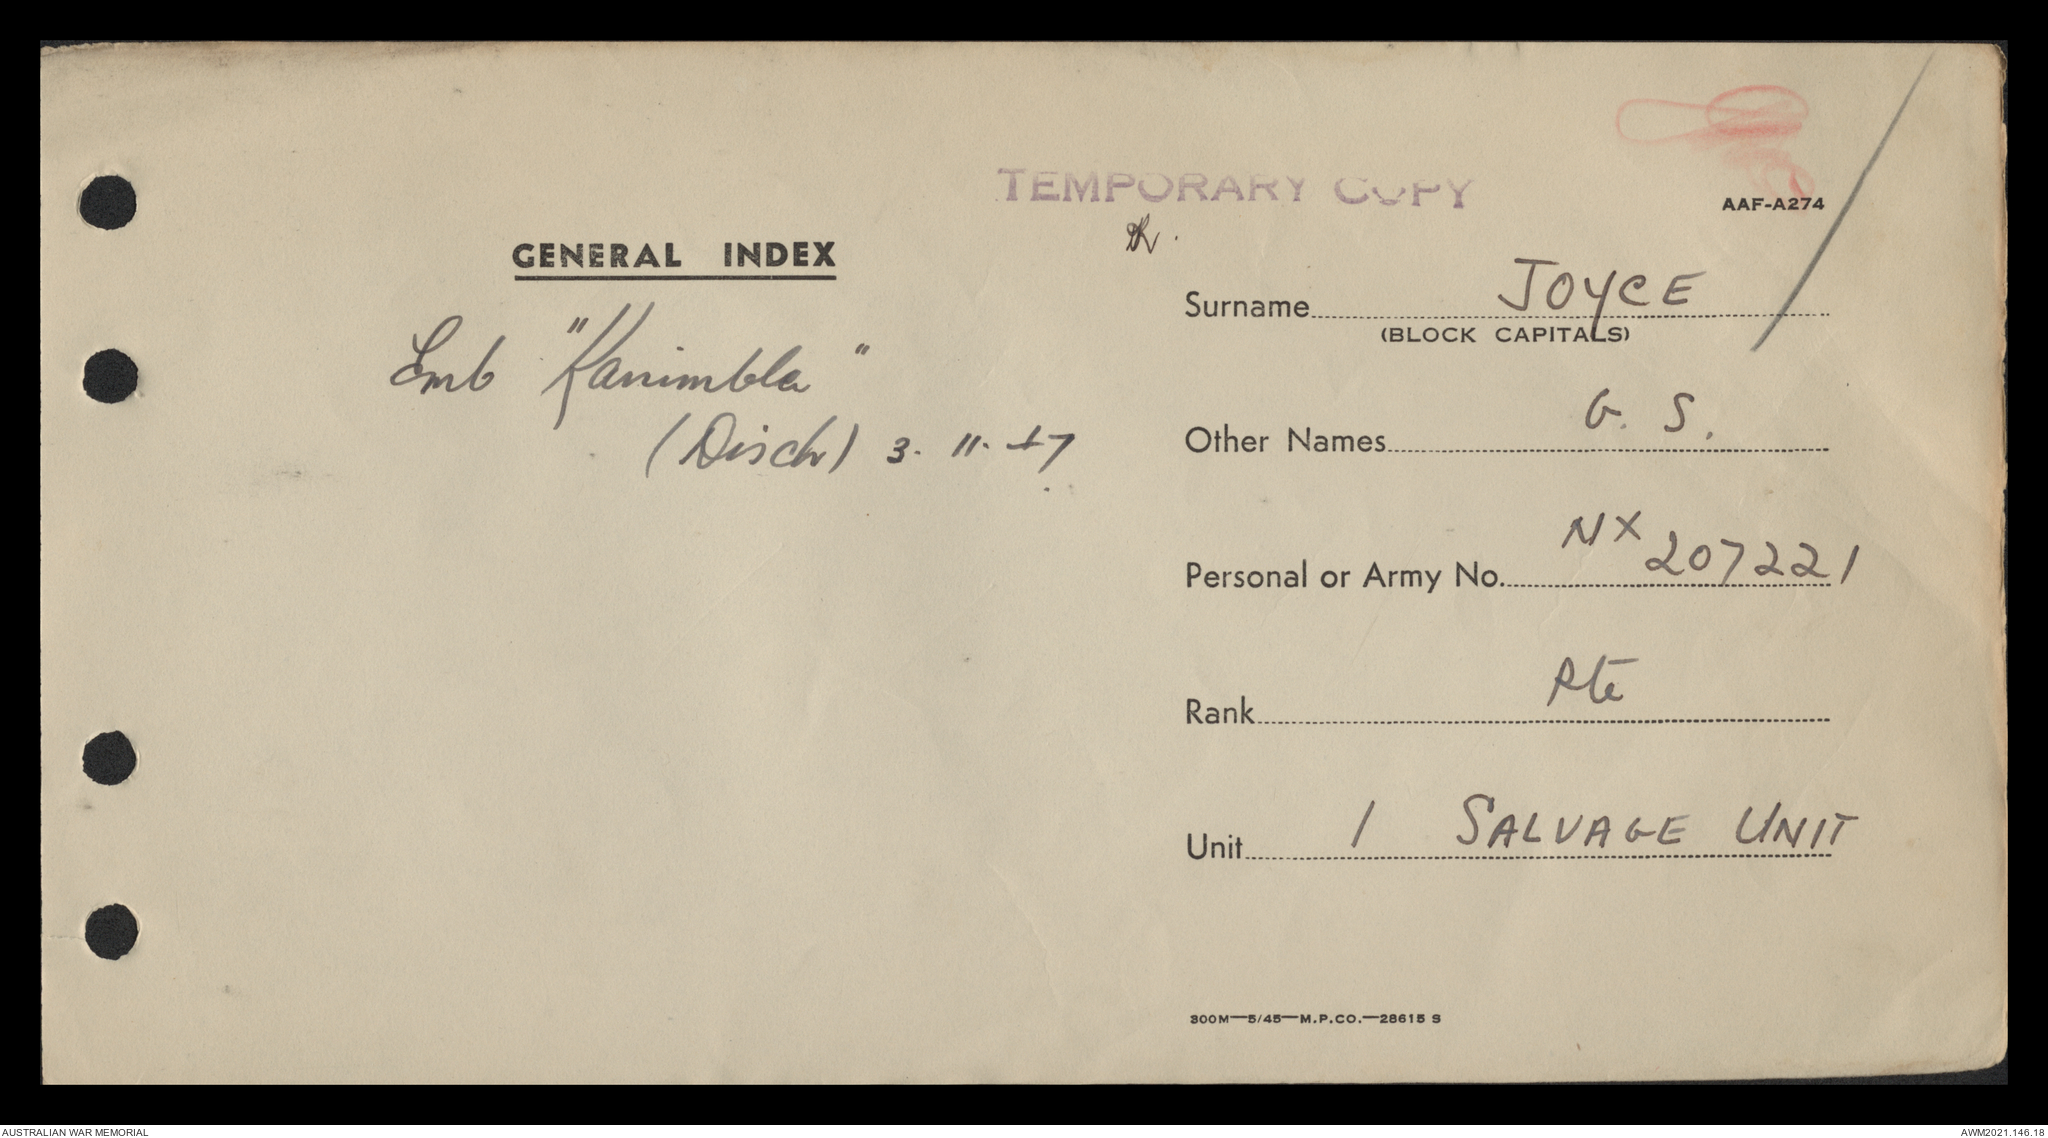 TEMPORARY COPY
AAF-A274
GENERAL INDEX
Emb "Kanimbla"
(Disch) 3. 11. 47
Surname JOYCE
(BLOCK CAPITALS)
Other Names G. S.
Personal or Army No. NX207221
Rank Pte
Unit 1 SALVAGE UNIT
300M—5/45—M.P.CO.—28615 S
AUSTRALIAN WAR MEMORIAL
AWM2021.146.18